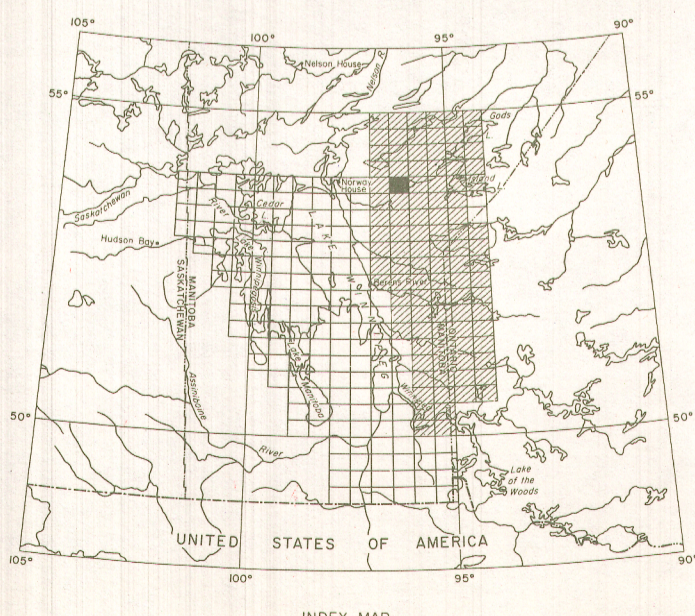 105°
100°
95°
90°
Nelson House
Nelson R.
55°
55°
Gods
L.
Norway
House
Island
L.
Saskatchewan
River
Cedar
L.
LAKE
Hudson Bay
Lake
Winnipegosis
WINNIPEG
Berens River
MANITOBA
SASKATCHEWAN
ONTARIO
MANITOBA
Lake
Manitoba
Assiniboine
River
50°
50°
Lake
of the
Woods
UNITED STATES OF AMERICA
105°
100°
95°
90°
INDEX MAP